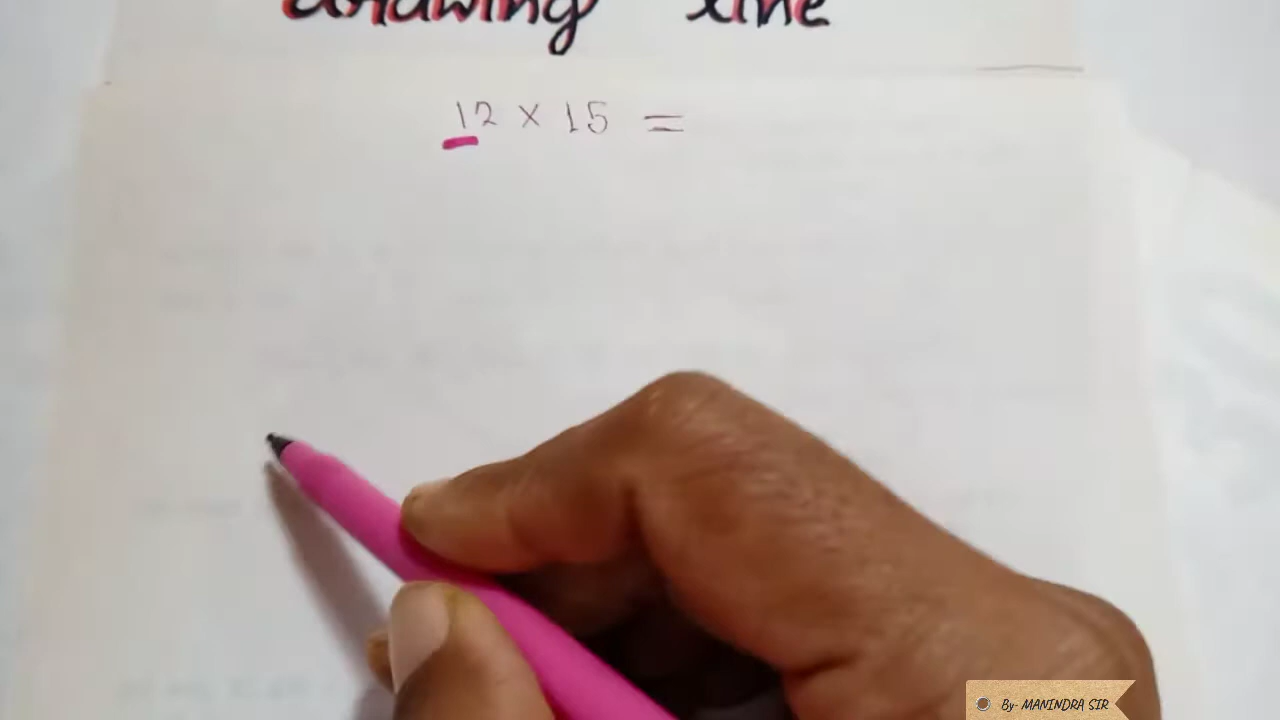 drawing line
12 × 15 =
By- MANINDRA SIR